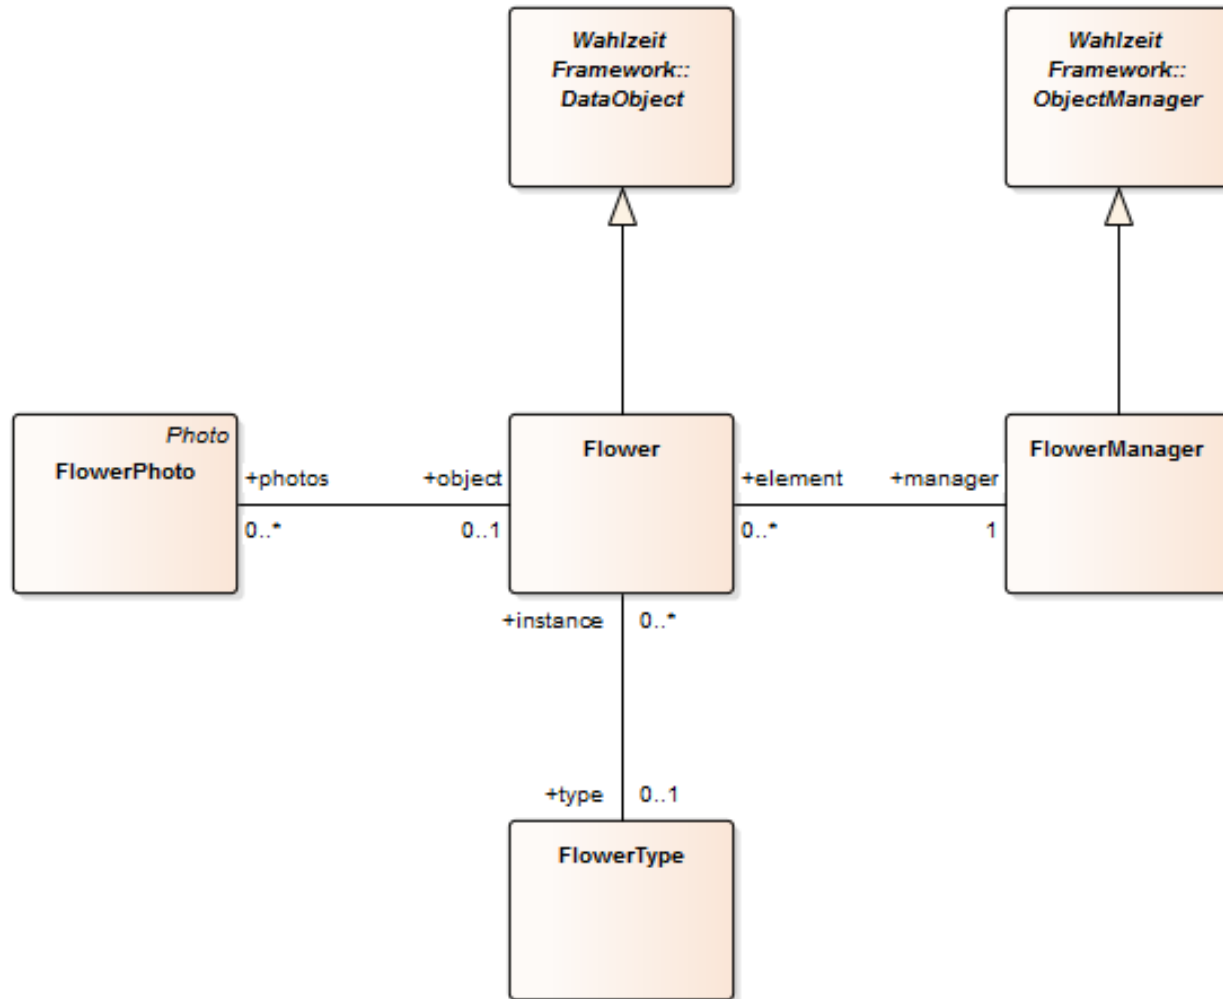 Wahlzeit
Framework::
DataObject
Wahlzeit
Framework::
ObjectManager
Photo
FlowerPhoto
+photos
0..*
+object
0..1
Flower
+element
0..*
+manager
1
FlowerManager
+instance
0..*
+type
0..1
FlowerType